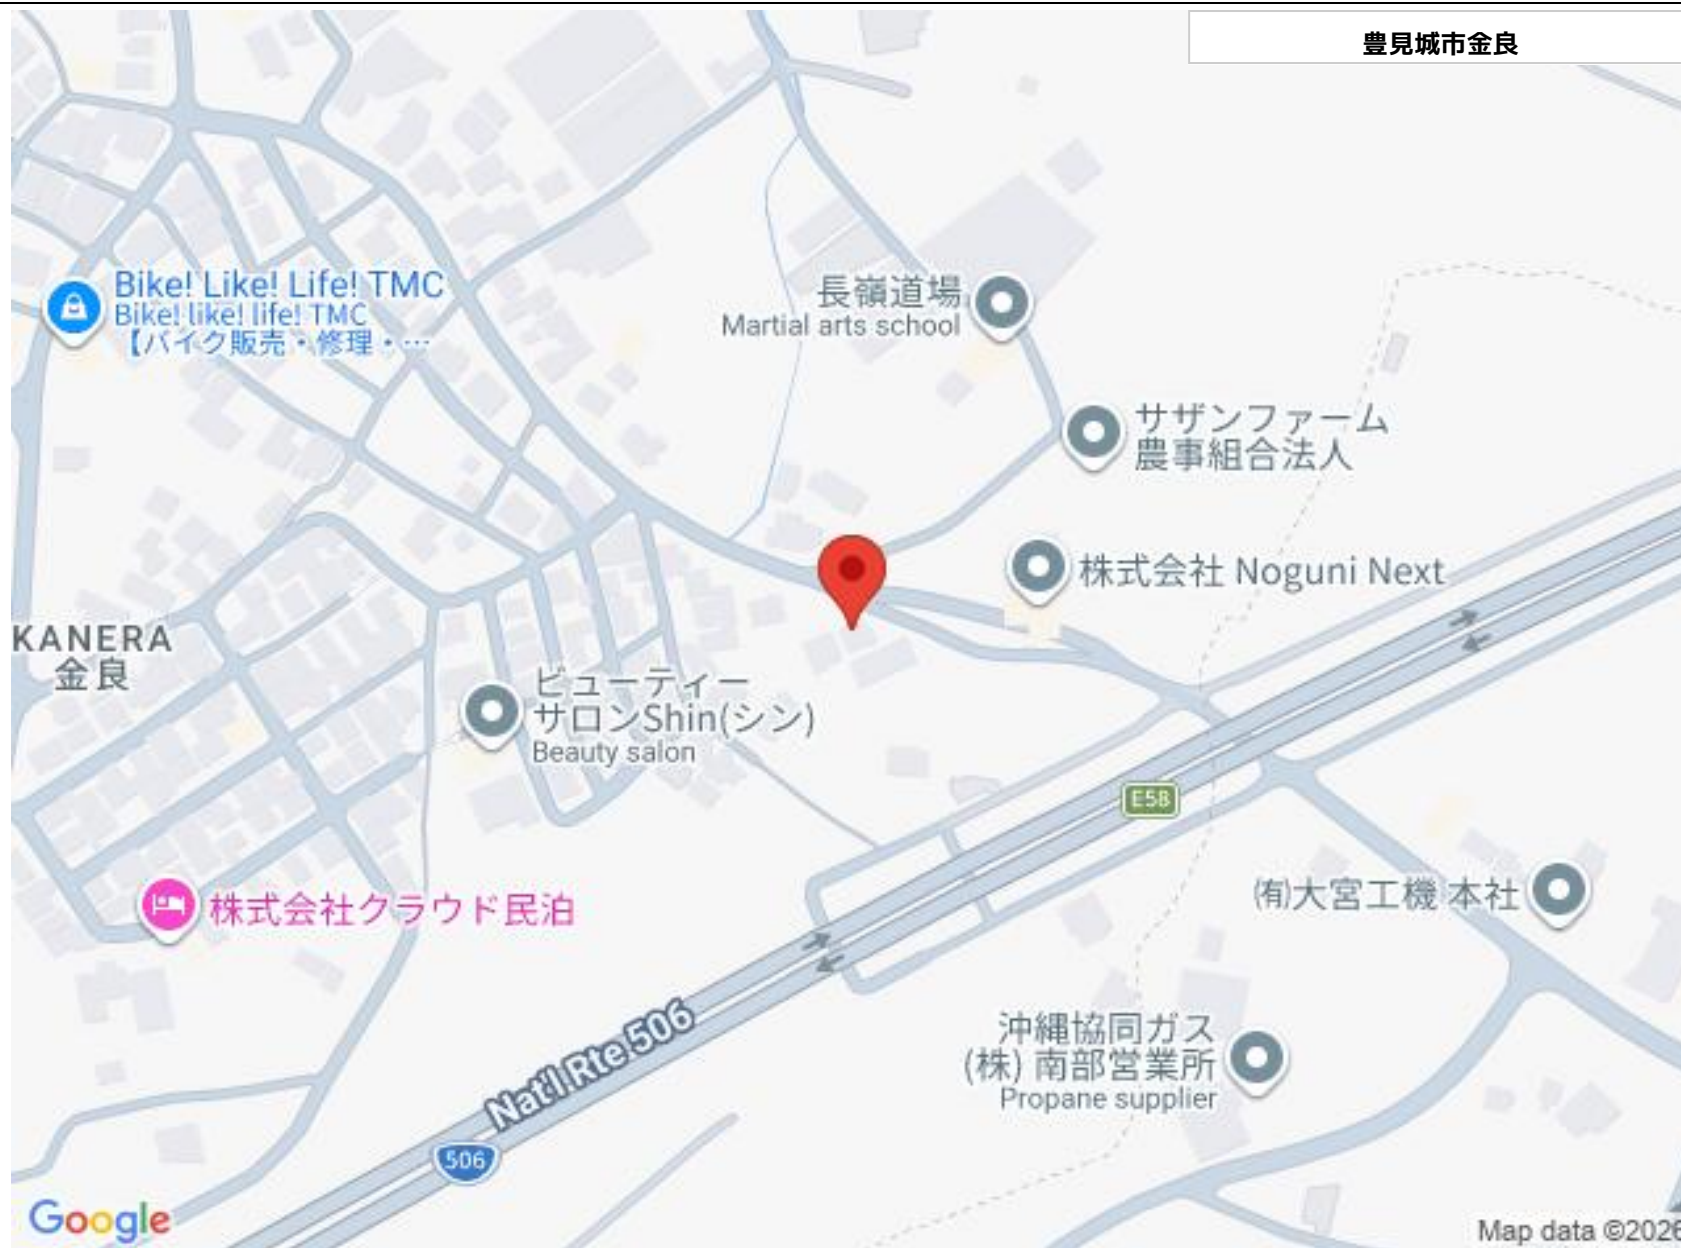 豊見城市金良
Bike! Like! Life! TMC
Bike! like! life! TMC
【バイク販売・修理・…
長嶺道場
Martial arts school
サザンファーム
農事組合法人
株式会社 Noguni Next
KANERA
金良
ビューティー
サロンShin(シン)
Beauty salon
E58
㈲大宮工機 本社
株式会社クラウド民泊
Nat'l Rte 506
沖縄協同ガス
(株) 南部営業所
Propane supplier
506
Google
Map data ©2026